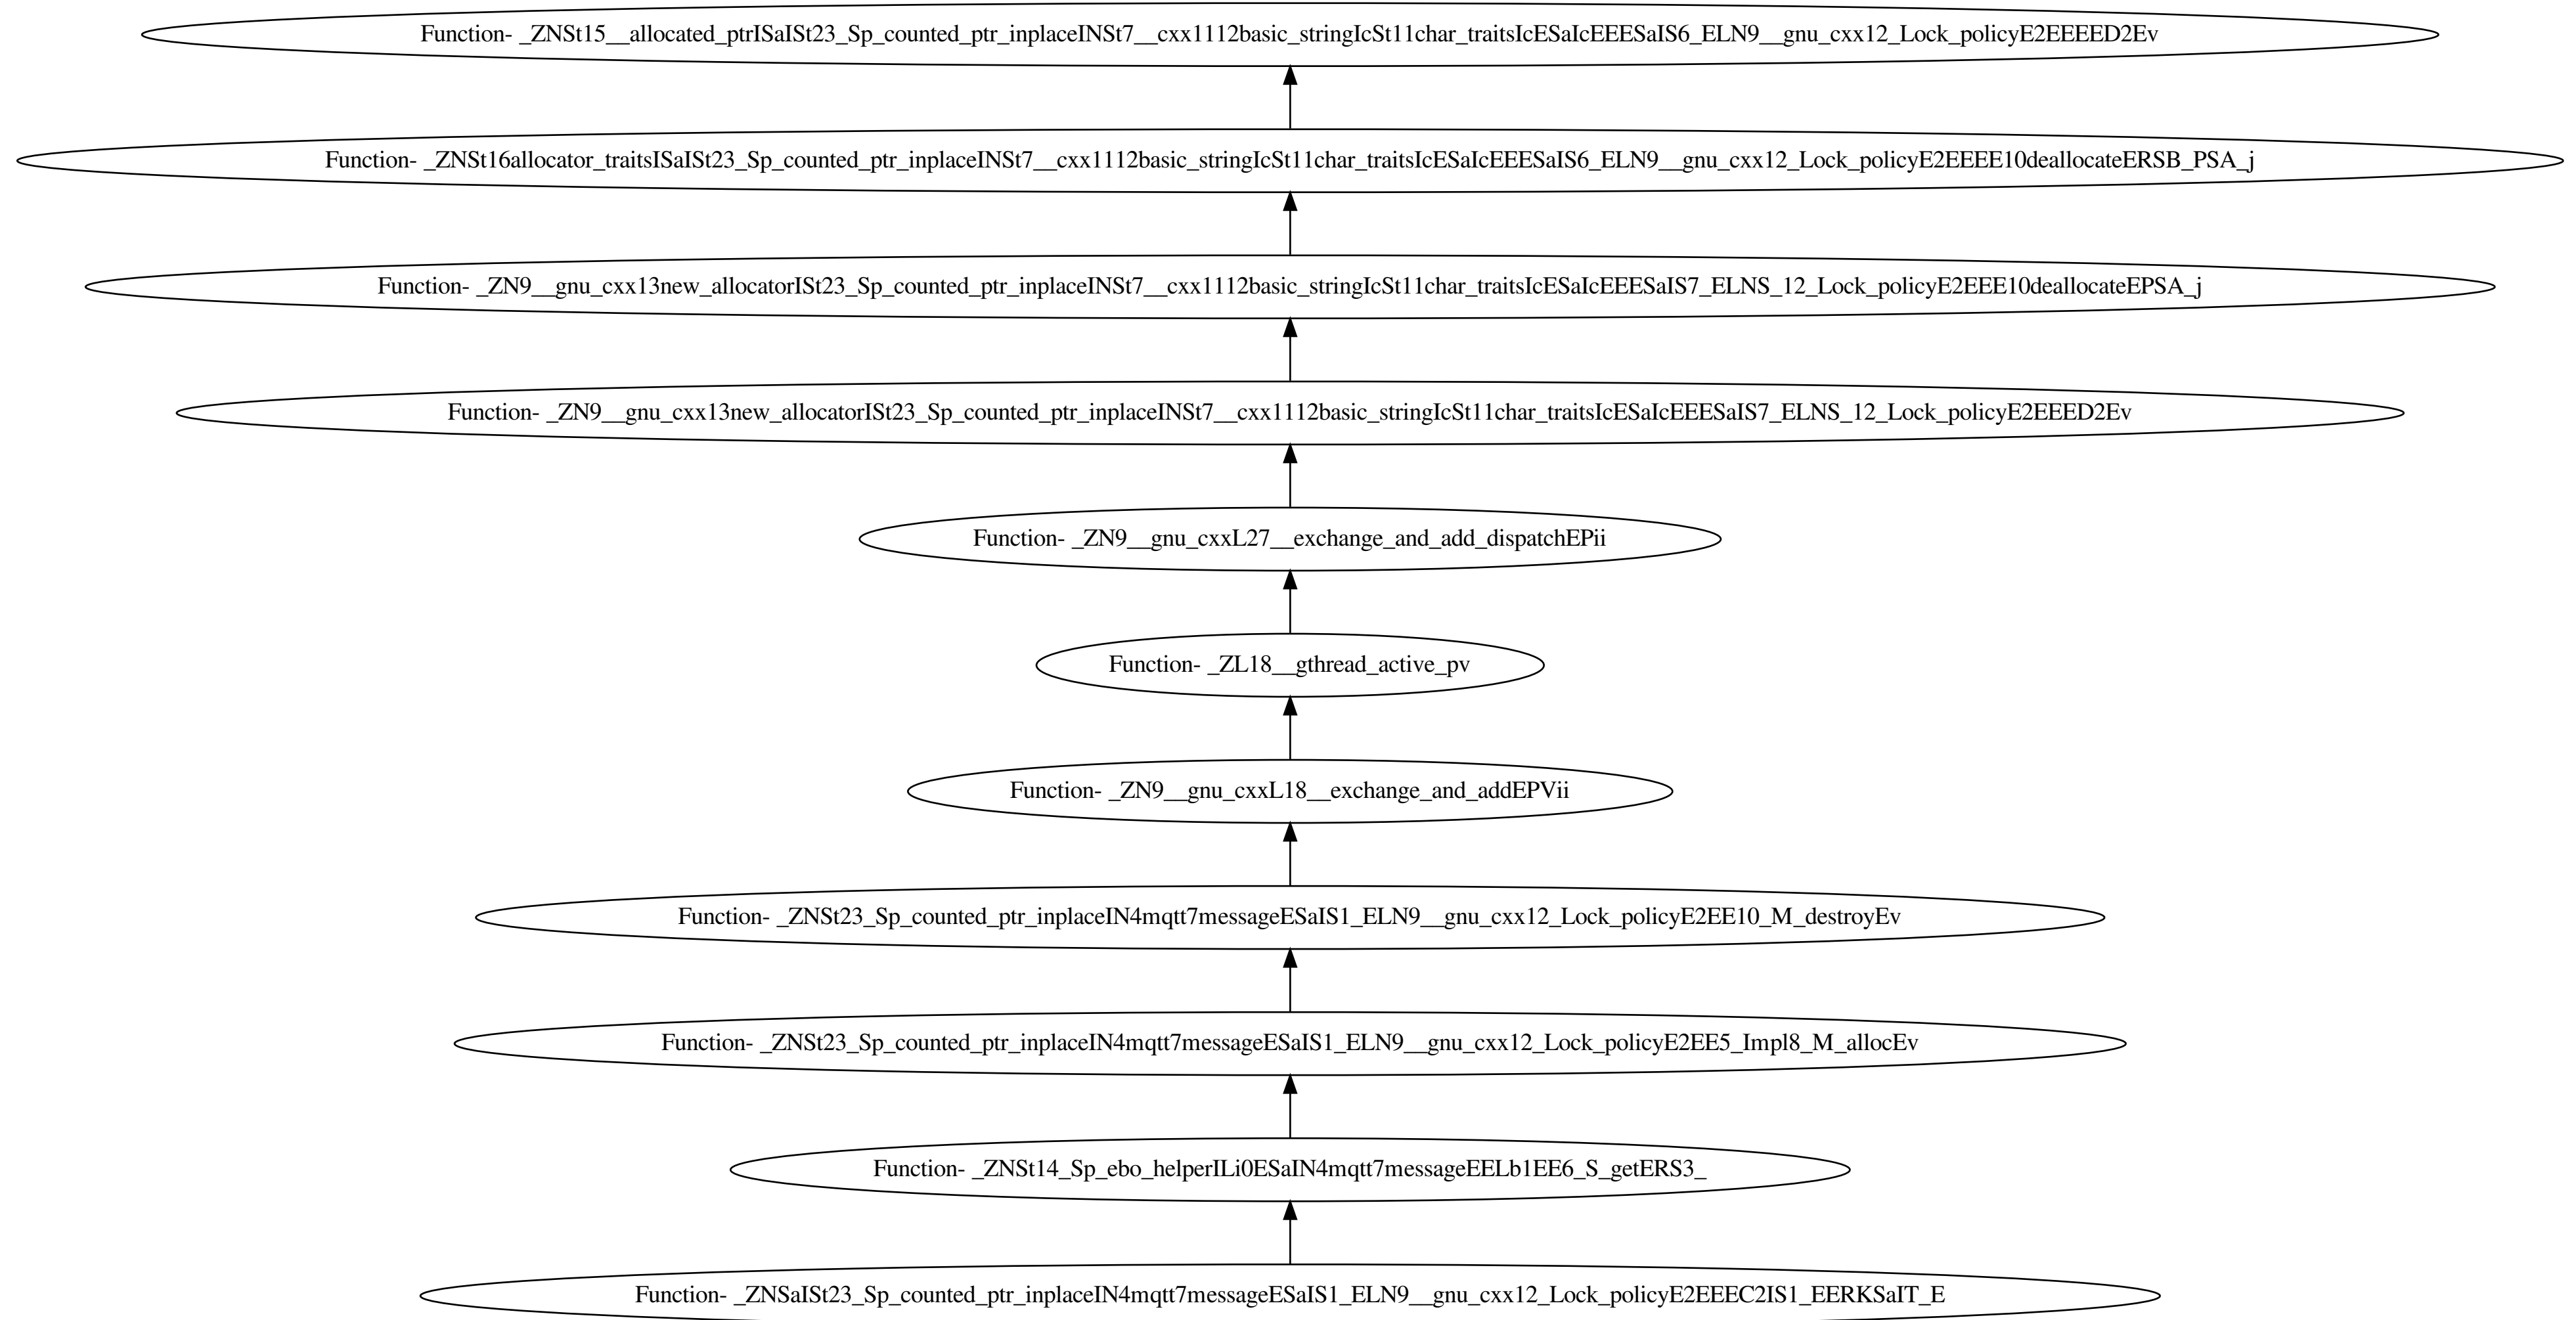 Function- _ZNSt15__allocated_ptrISaISt23_Sp_counted_ptr_inplaceINSt7__cxx1112basic_stringIcSt11char_traitsIcESaIcEEESaIS6_ELN9__gnu_cxx12_Lock_policyE2EEEED2Ev
Function- _ZNSt16allocator_traitsISaISt23_Sp_counted_ptr_inplaceINSt7__cxx1112basic_stringIcSt11char_traitsIcESaIcEEESaIS6_ELN9__gnu_cxx12_Lock_policyE2EEEE10deallocateERSB_PSA_j
Function- _ZN9__gnu_cxx13new_allocatorISt23_Sp_counted_ptr_inplaceINSt7__cxx1112basic_stringIcSt11char_traitsIcESaIcEEESaIS7_ELNS_12_Lock_policyE2EEE10deallocateEPSA_j
Function- _ZN9__gnu_cxx13new_allocatorISt23_Sp_counted_ptr_inplaceINSt7__cxx1112basic_stringIcSt11char_traitsIcESaIcEEESaIS7_ELNS_12_Lock_policyE2EEED2Ev
Function- _ZN9__gnu_cxxL27__exchange_and_add_dispatchEPii
Function- _ZL18__gthread_active_pv
Function- _ZN9__gnu_cxxL18__exchange_and_addEPVii
Function- _ZNSt23_Sp_counted_ptr_inplaceIN4mqtt7messageESaIS1_ELN9__gnu_cxx12_Lock_policyE2EE10_M_destroyEv
Function- _ZNSt23_Sp_counted_ptr_inplaceIN4mqtt7messageESaIS1_ELN9__gnu_cxx12_Lock_policyE2EE5_Impl8_M_allocEv
Function- _ZNSt14_Sp_ebo_helperILi0ESaIN4mqtt7messageEELb1EE6_S_getERS3_
Function- _ZNSaISt23_Sp_counted_ptr_inplaceIN4mqtt7messageESaIS1_ELN9__gnu_cxx12_Lock_policyE2EEEC2IS1_EERKSaIT_E